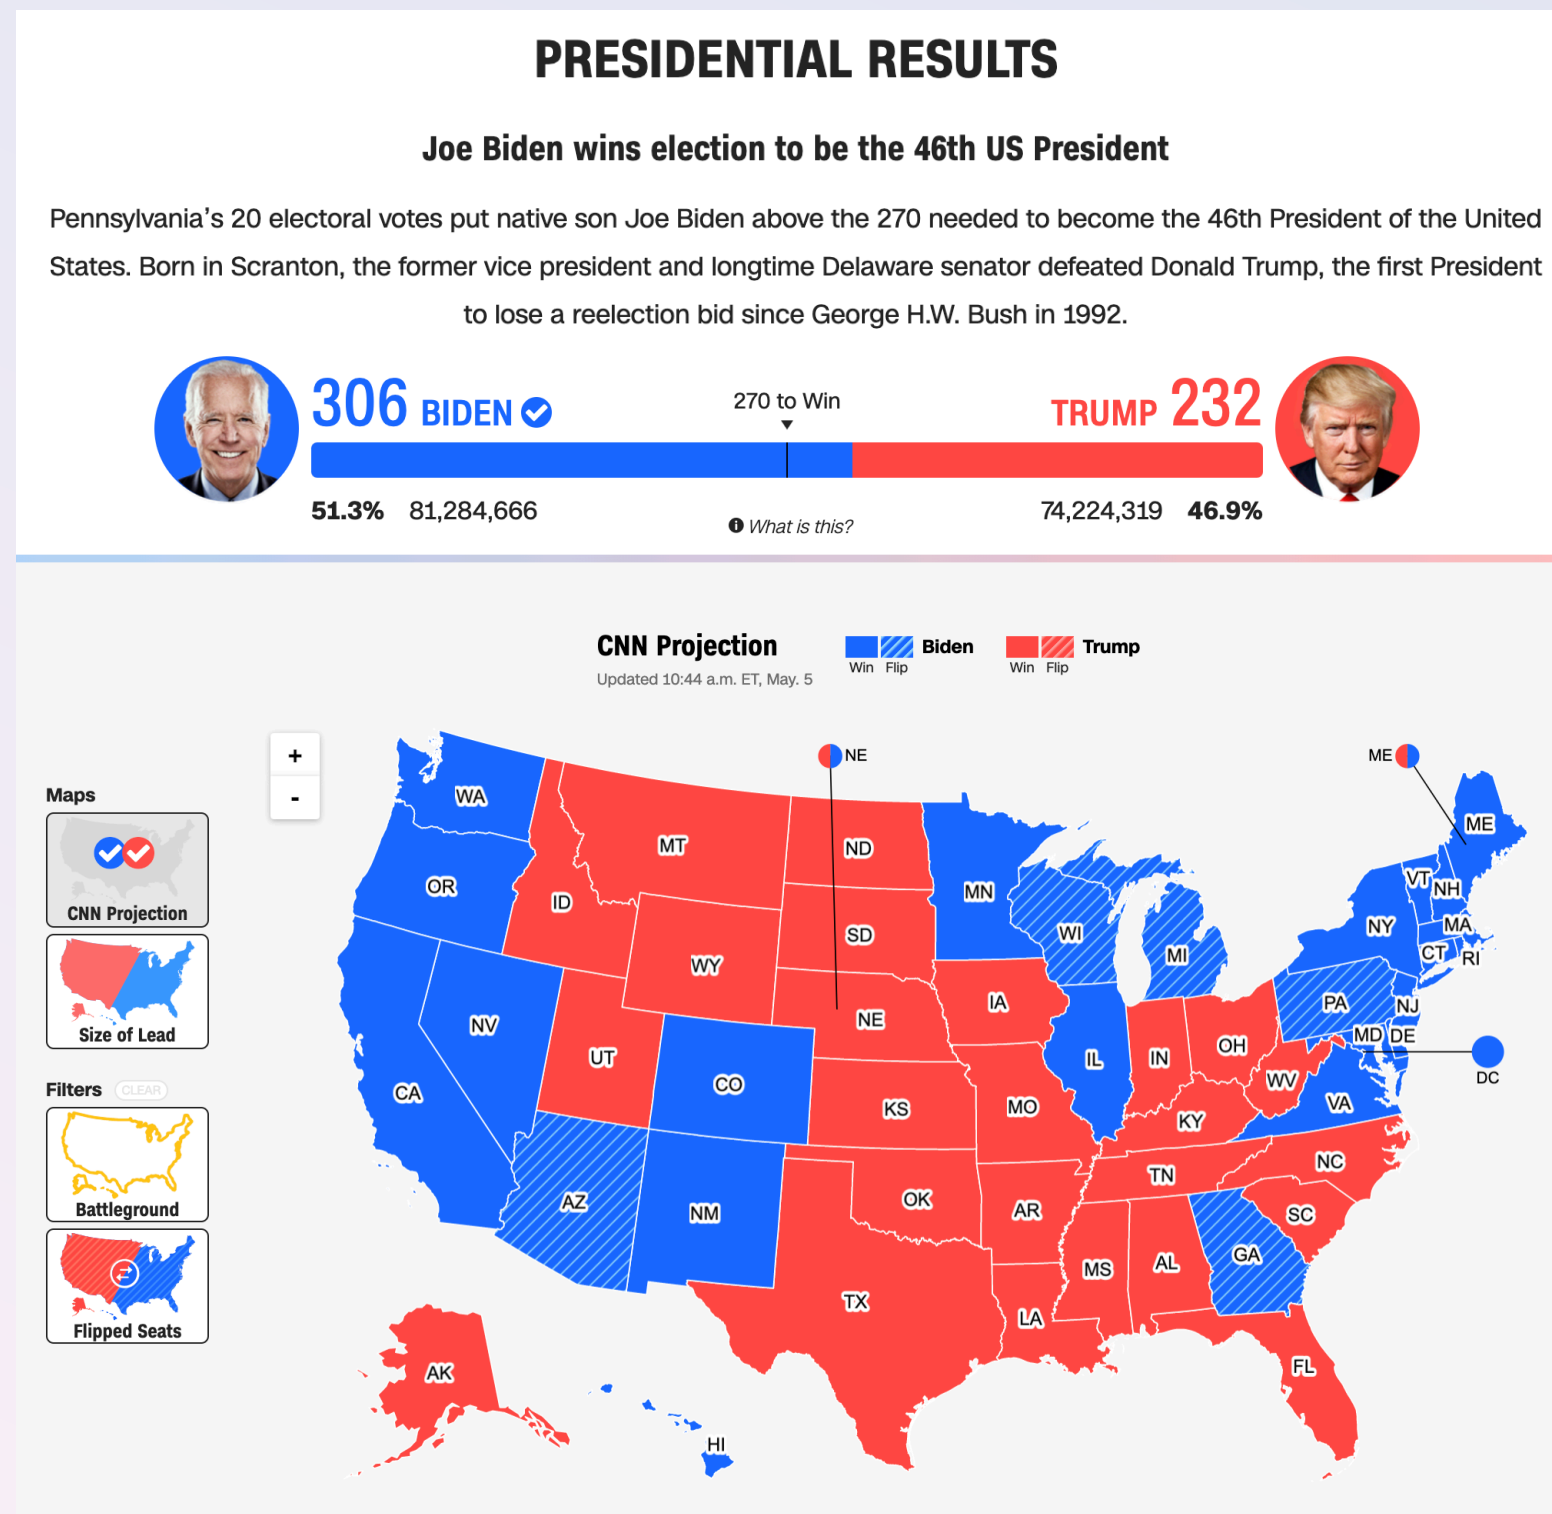 PRESIDENTIAL RESULTS
Joe Biden wins election to be the 46th US President
Pennsylvania's 20 electoral votes put native son Joe Biden above the 270 needed to become the 46th President of the United
States. Born in Scranton, the former vice president and longtime Delaware senator defeated Donald Trump, the first President
to lose a reelection bid since George H.W. Bush in 1992.
306 BIDEN
270 to Win
TRUMP 232
51.3% 81,284,666
What is this?
74,224,319 46.9%
CNN Projection
Updated 10:44 a.m. ET, May. 5
Win Flip Biden
Win Flip Trump
+
-
Maps
CNN Projection
Size of Lead
Filters CLEAR
Battleground
Flipped Seats
NE
ME
WA
MT
ND
MN
ME
OR
ID
SD
WI
MI
VT
NH
NY
MA
CT
RI
WY
NE
IA
PA
NJ
NV
UT
CO
IL
IN
OH
MD
DE
DC
CA
KS
MO
WV
VA
KY
AZ
NM
OK
AR
TN
NC
SC
TX
LA
MS
AL
GA
FL
AK
HI